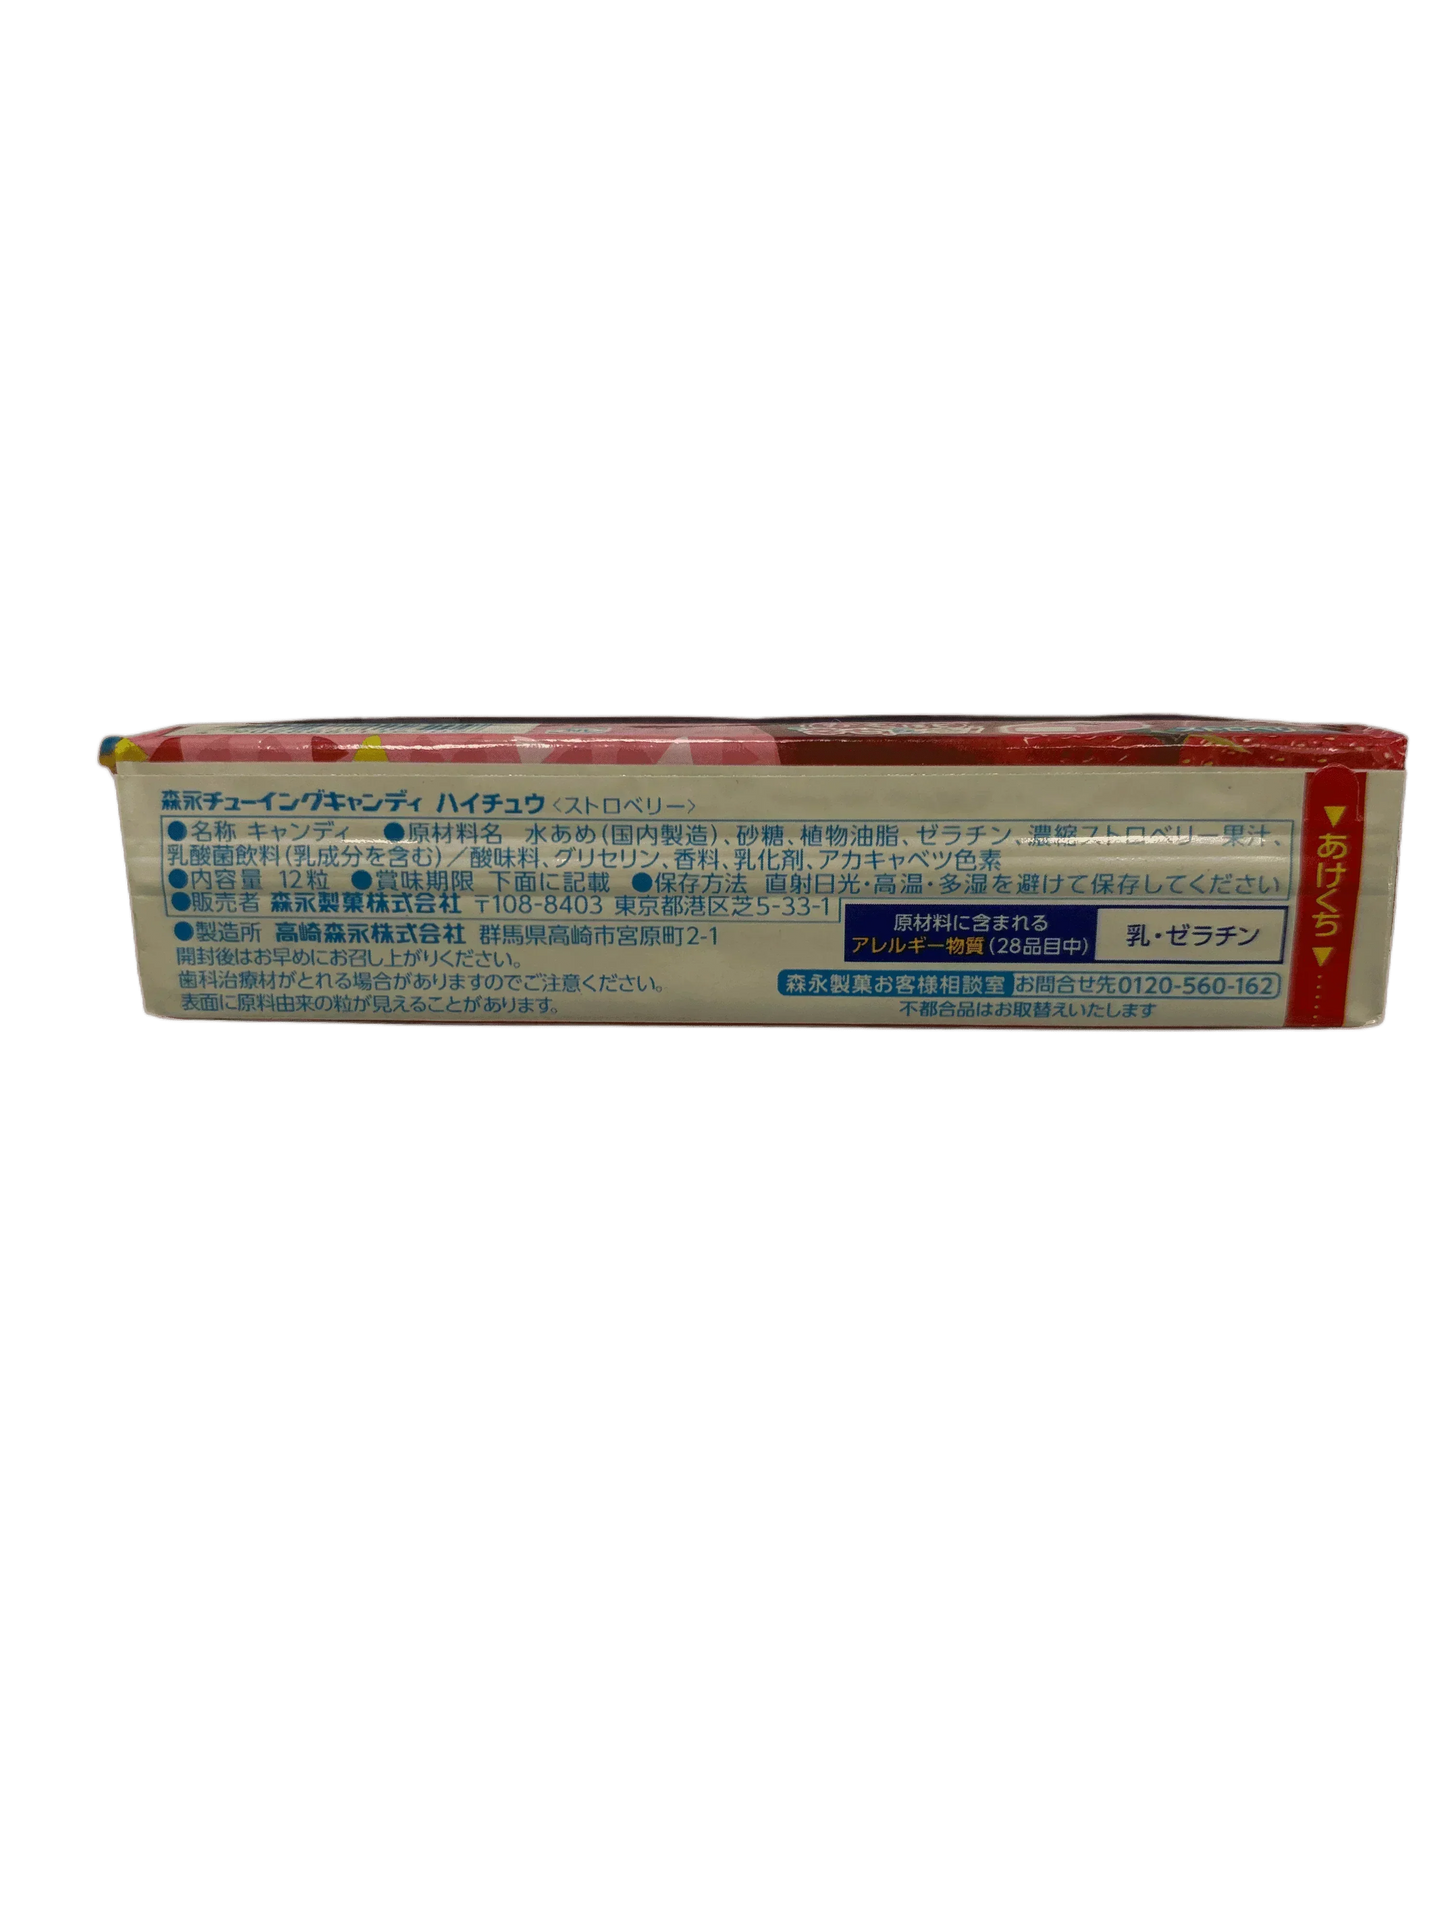 森永チューイングキャンディ ハイチュウ〈ストロベリー〉
●名称 キャンディ ●原材料名 水あめ(国内製造)、砂糖、植物油脂、ゼラチン、濃縮ストロベリー果汁、
乳酸菌飲料(乳成分を含む)／酸味料、グリセリン、香料、乳化剤、アカキャベツ色素
●内容量 12粒 ●賞味期限 下面に記載 ●保存方法 直射日光・高温・多湿を避けて保存してください
●販売者 森永製菓株式会社 〒108-8403 東京都港区芝5-33-1
●製造所 高崎森永株式会社 群馬県高崎市宮原町2-1
開封後はお早めにお召し上がりください。
歯科治療材がとれる場合がありますのでご注意ください。
表面に原料由来の粒が見えることがあります。
原材料に含まれる
アレルギー物質(28品目中)
乳・ゼラチン
森永製菓お客様相談室 お問合せ先0120-560-162
不都合品はお取替えいたします
▼あけくち▼